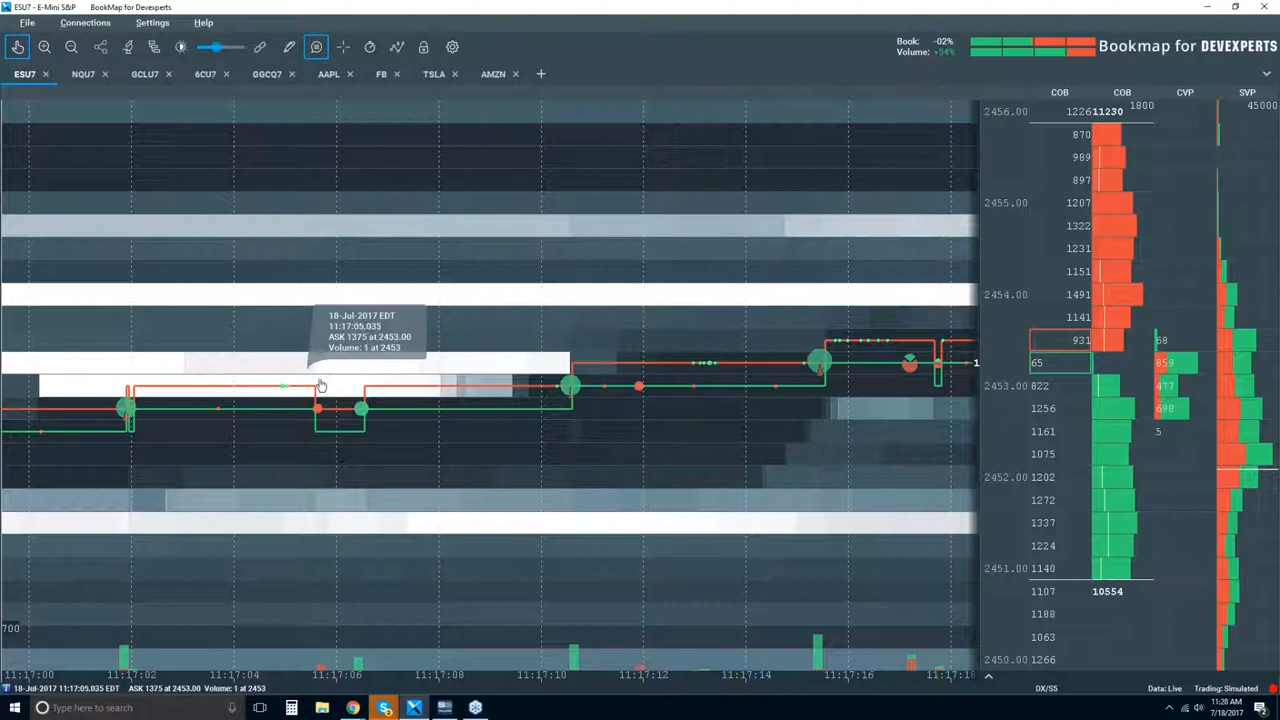 ESU7 - E-Mini S&P BookMap for Devexperts
File Connections Settings Help
Book: -02%
Volume: +54%
Bookmap for DEVEXPERTS
ESU7 NQU7 GCLU7 6CU7 GGCQ7 AAPL FB TSLA AMZN
COB COB CVP SVP
1800 45000
2456.00 1226 11230
870
989
897
2455.00 1207
1322
1231
1151
2454.00 1491
1141
931 68
65 859
2453.00 822 477
1256 698
1161 5
1075
2452.00 1202
1272
1337
1224
2451.00 1140
1107 10554
1188
1063
2450.00 1266
18-Jul-2017 EDT
11:17:05.035
ASK 1375 at 2453.00
Volume: 1 at 2453
1
700
11:17:00 11:17:02 11:17:04 11:17:06 11:17:08 11:17:10 11:17:12 11:17:14 11:17:16 11:17:18
18-Jul-2017 11:17:05.035 EDT ASK 1375 at 2453.00 Volume: 1 at 2453 DX/S5 Data: Live Trading: Simulated
Type here to search
11:28 AM
7/18/2017
2